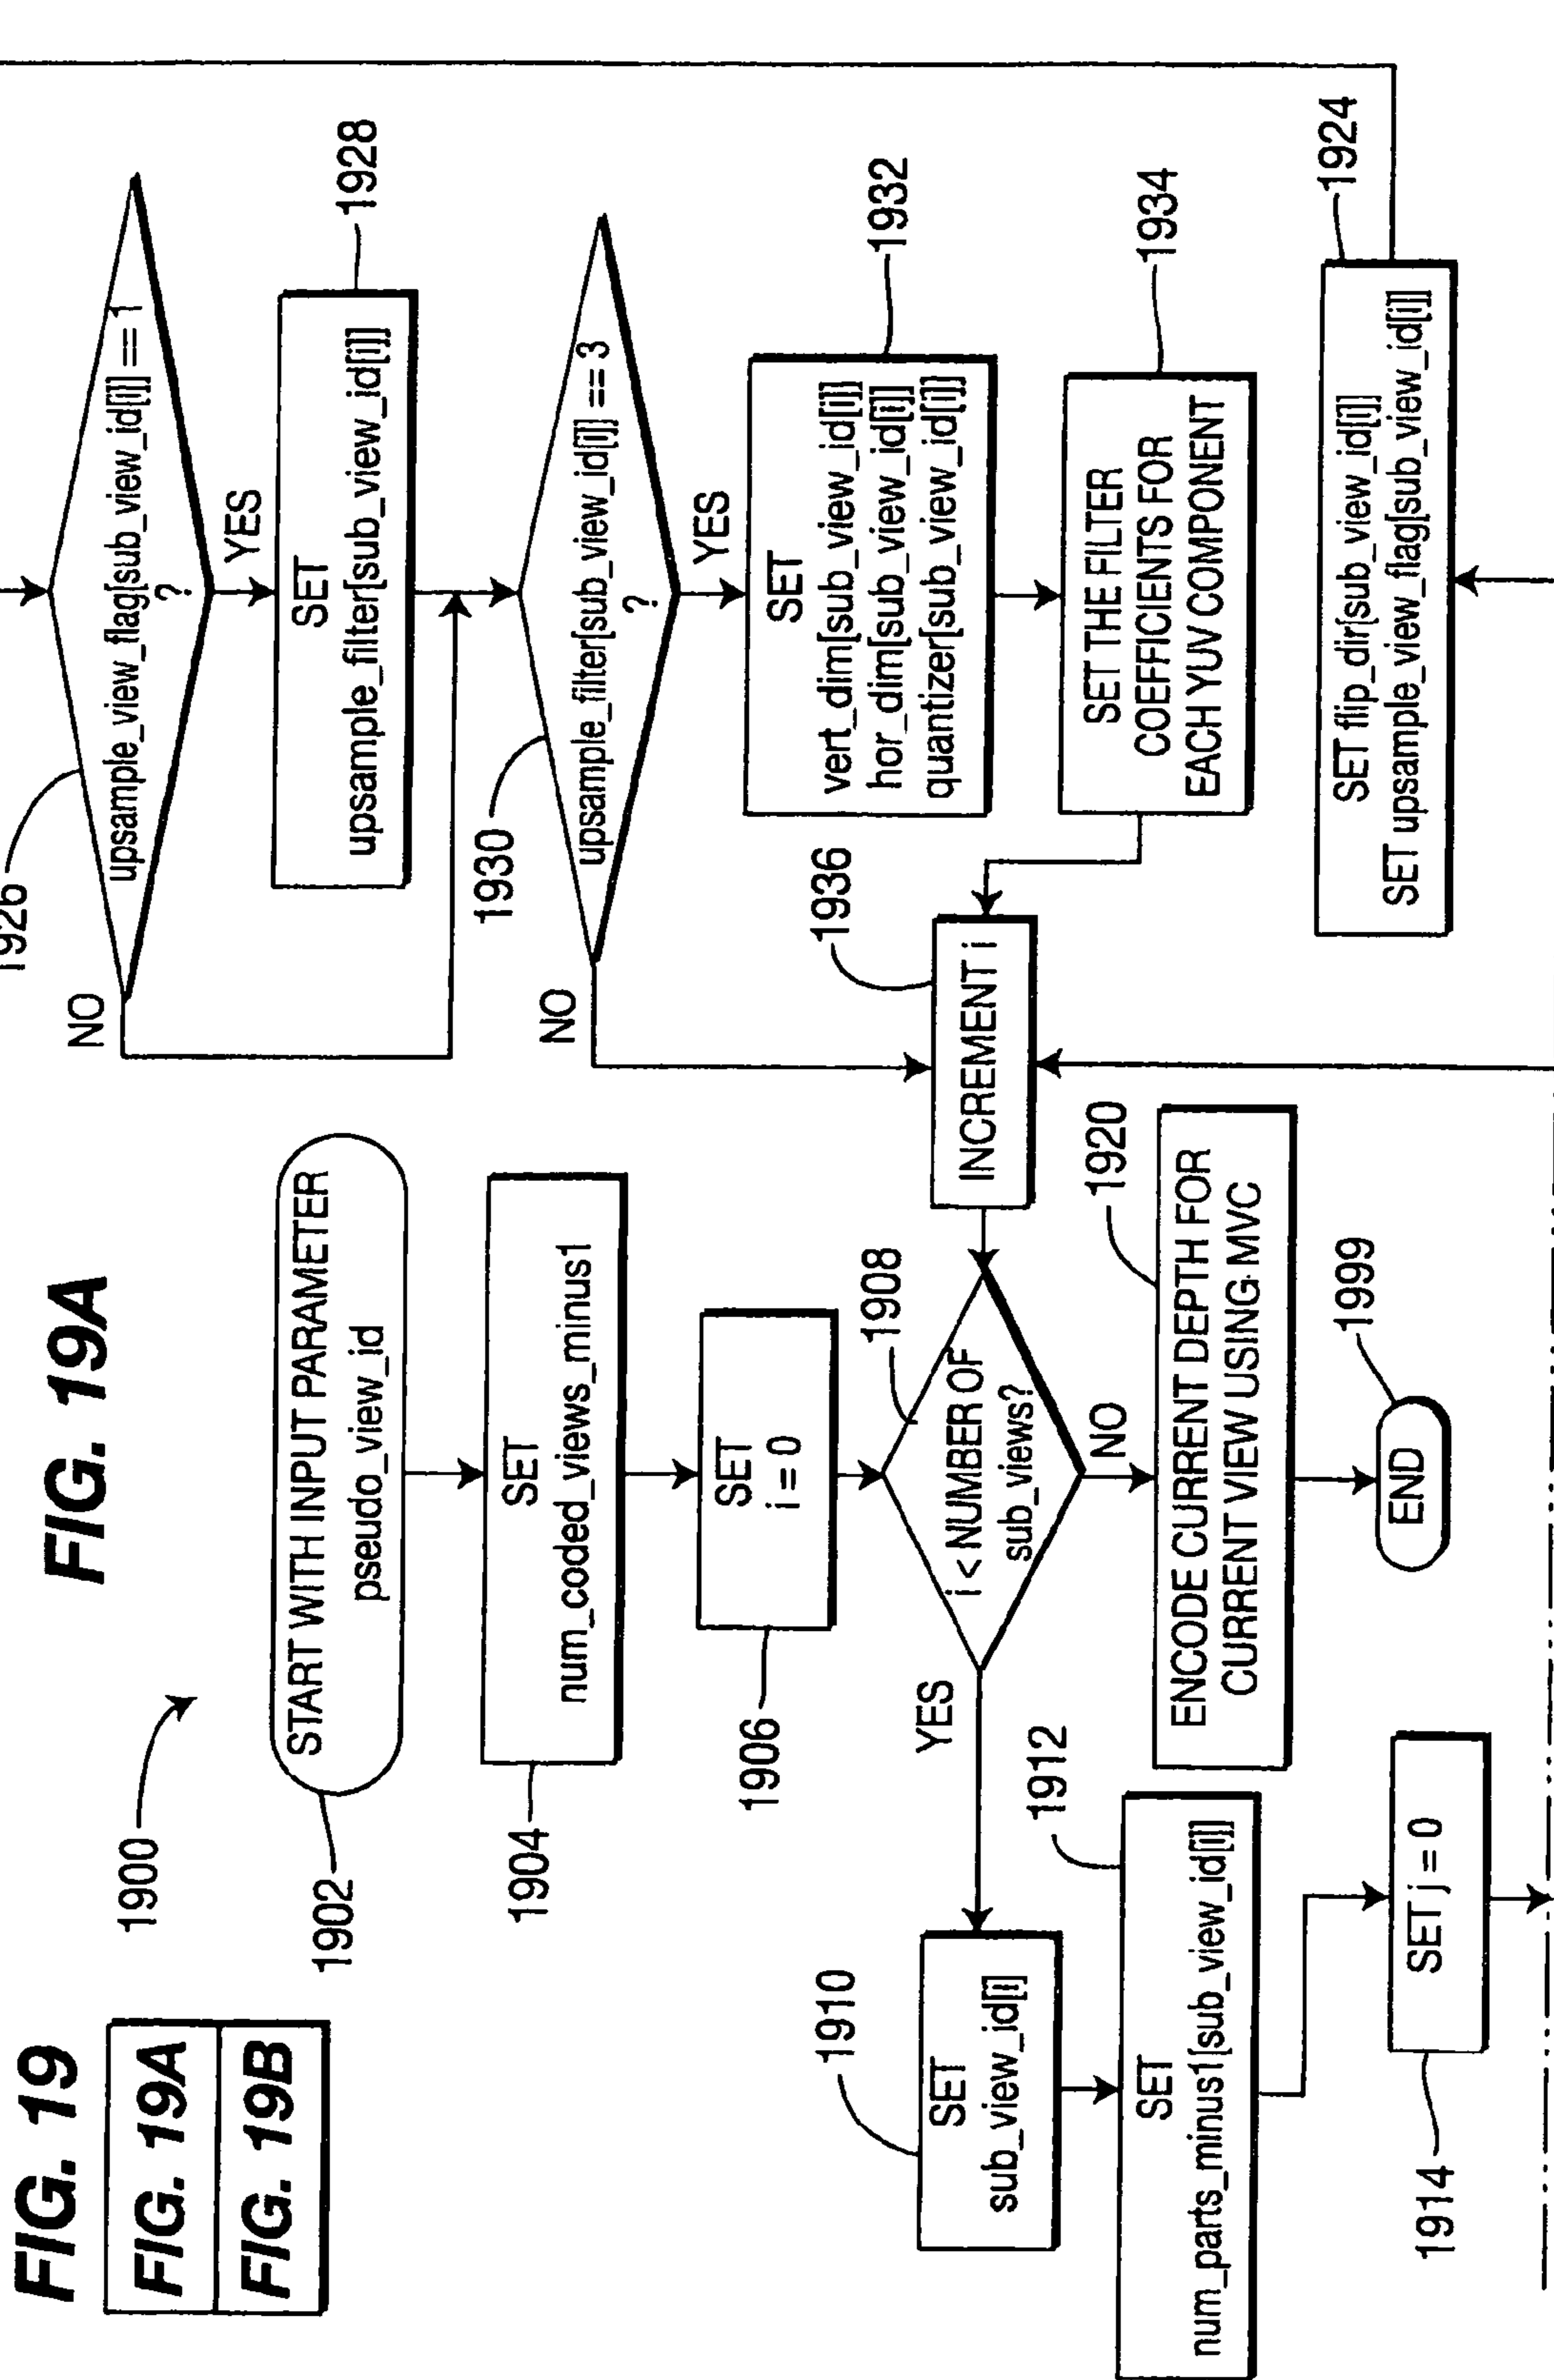 FIG. 19
FIG. 19A
FIG. 19B
FIG. 19A
1900
START WITH INPUT PARAMETER
pseudo_view_id
1902
SET
num_coded_views_minus1
1904
SET
i = 0
1906
i < NUMBER OF
sub_views?
1908
YES
NO
SET
sub_view_id[i]
1910
SET
num_parts_minus1[sub_view_id[i]]
1912
SET j = 0
1914
ENCODE CURRENT DEPTH FOR
CURRENT VIEW USING MVC
1920
END
1999
1926
upsample_view_flag[sub_view_id[i]] == 1
?
NO
YES
SET
upsample_filter[sub_view_id[i]]
1928
1930
upsample_filter[sub_view_id[i]] == 3
?
NO
YES
SET
vert_dim[sub_view_id[i]]
hor_dim[sub_view_id[i]]
quantizer[sub_view_id[i]]
1932
SET THE FILTER
COEFFICIENTS FOR
EACH YUV COMPONENT
1934
INCREMENT i
1936
SET flip_dir[sub_view_id[i]]
SET upsample_view_flag[sub_view_id[i]]
1924